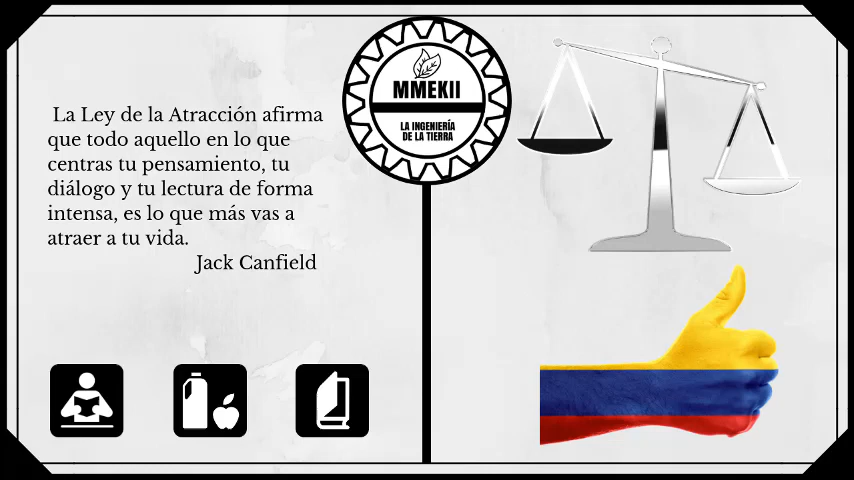 La Ley de la Atracción afirma
que todo aquello en lo que
centras tu pensamiento, tu
diálogo y tu lectura de forma
intensa, es lo que más vas a
atraer a tu vida.
Jack Canfield
MMEKII
LA INGENIERÍA
DE LA TIERRA